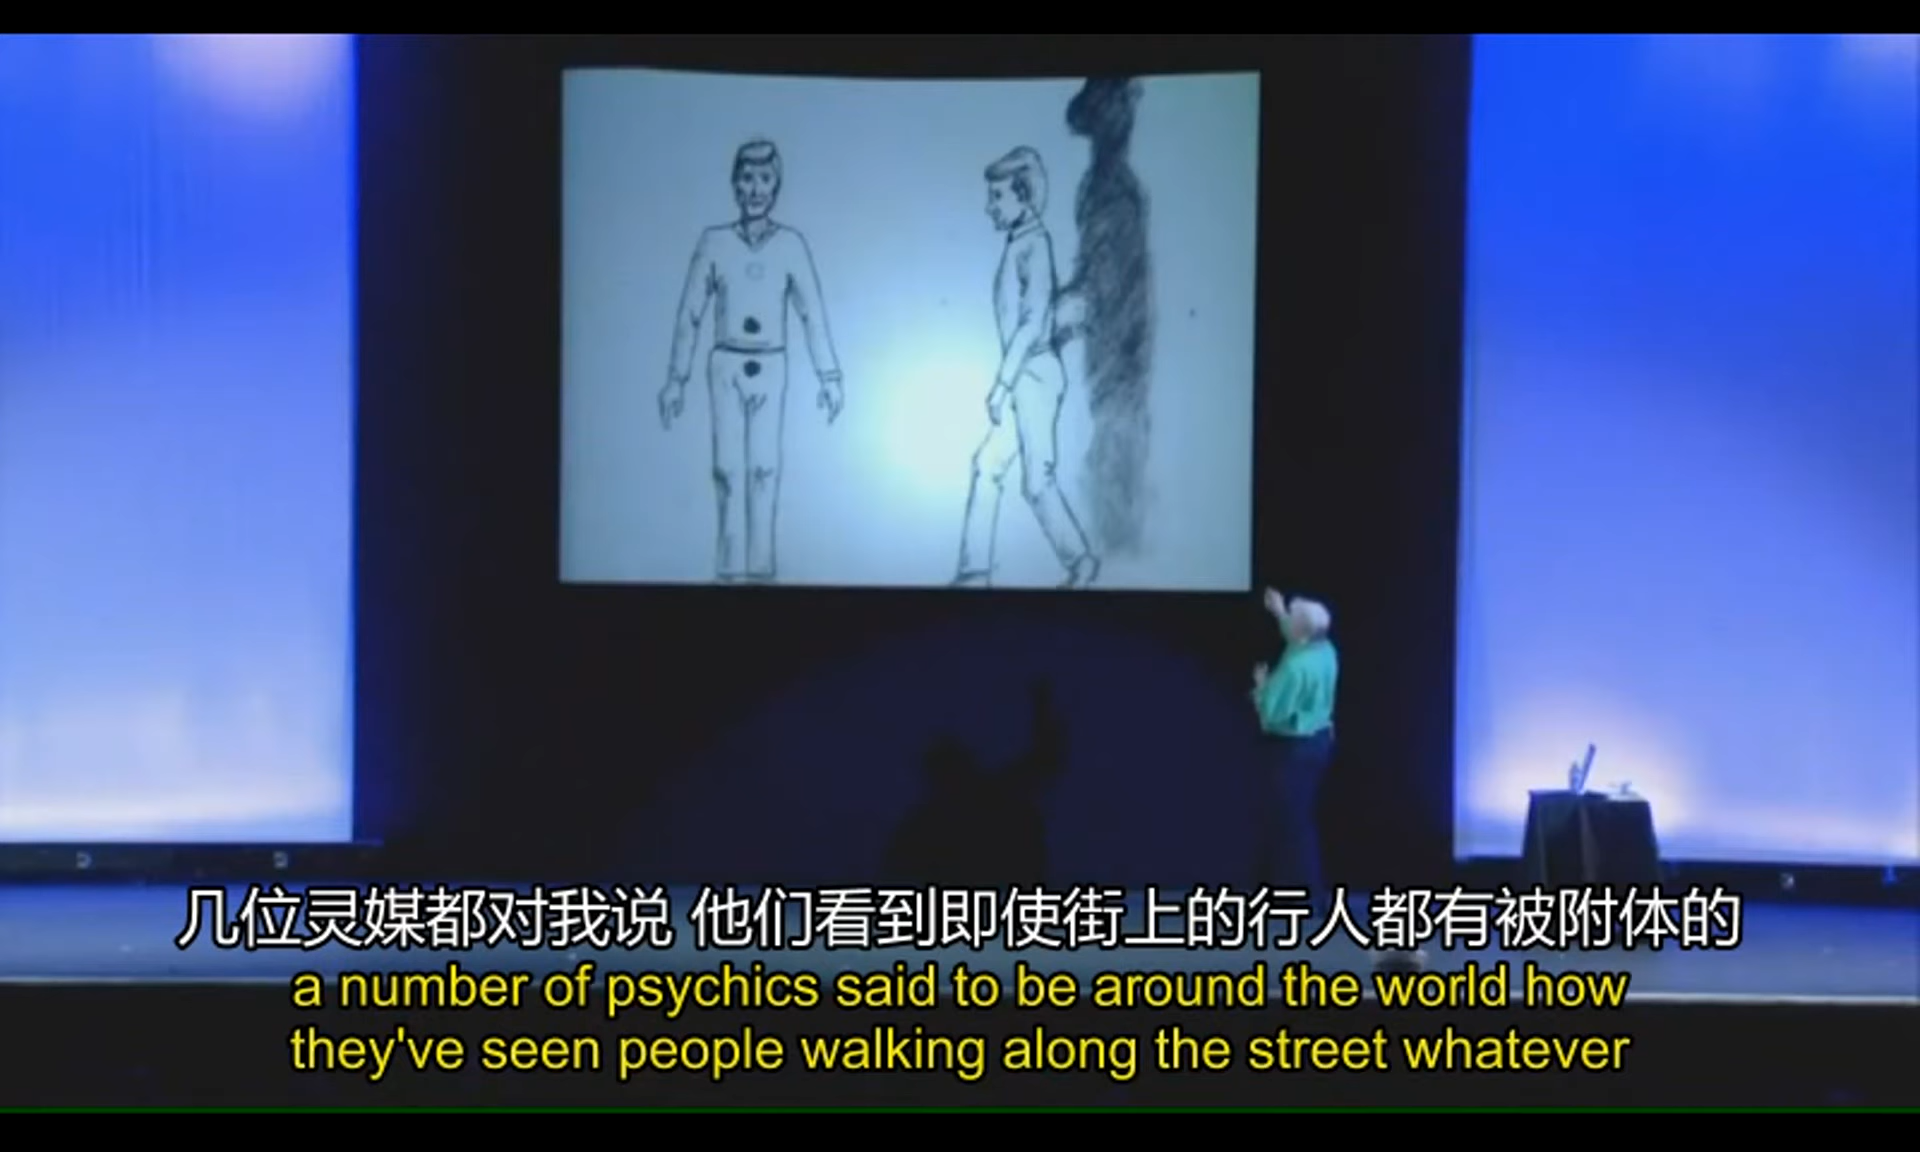 几位灵媒都对我说 他们看到即使街上的行人都有被附体的
a number of psychics said to be around the world how
they've seen people walking along the street whatever